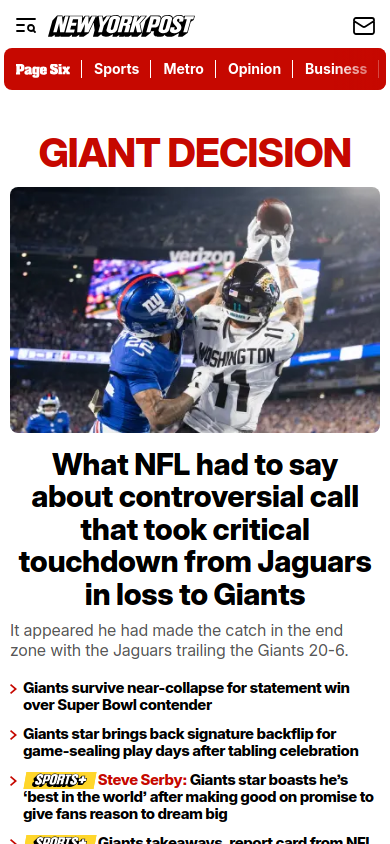 NEW YORK POST
Page Six
Sports
Metro
Opinion
Business
GIANT DECISION
verizon
WASHINGTON
11
What NFL had to say
about controversial call
that took critical
touchdown from Jaguars
in loss to Giants
It appeared he had made the catch in the end
zone with the Jaguars trailing the Giants 20-6.
Giants survive near-collapse for statement win
over Super Bowl contender
Giants star brings back signature backflip for
game-sealing play days after tabling celebration
SPORTS+ Steve Serby: Giants star boasts he's
‘best in the world’ after making good on promise to
give fans reason to dream big
SPORTS+ Giants takeaways, report card from NFL